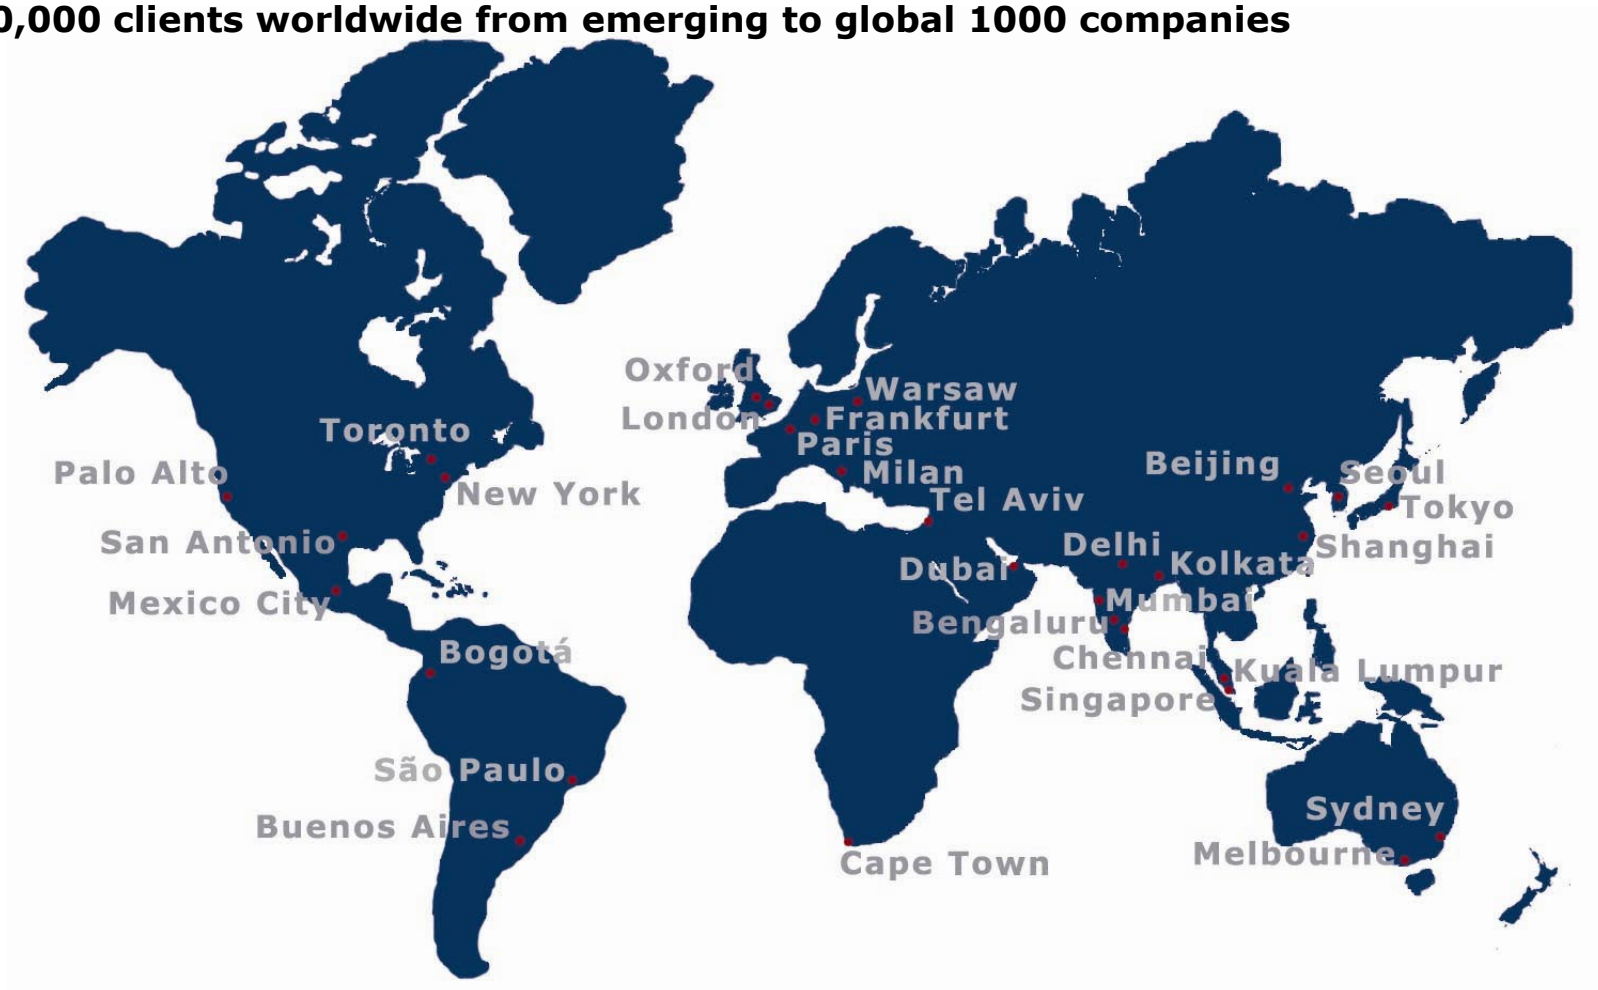 0,000 clients worldwide from emerging to global 1000 companies
Oxford
Warsaw
London
Frankfurt
Toronto
Paris
Palo Alto
Milan
Beijing
Seoul
New York
Tel Aviv
Tokyo
San Antonio
Delhi
Shanghai
Dubai
Kolkata
Mexico City
Mumbai
Bengaluru
Bogotá
Chennai
Kuala Lumpur
Singapore
São Paulo
Buenos Aires
Sydney
Cape Town
Melbourne